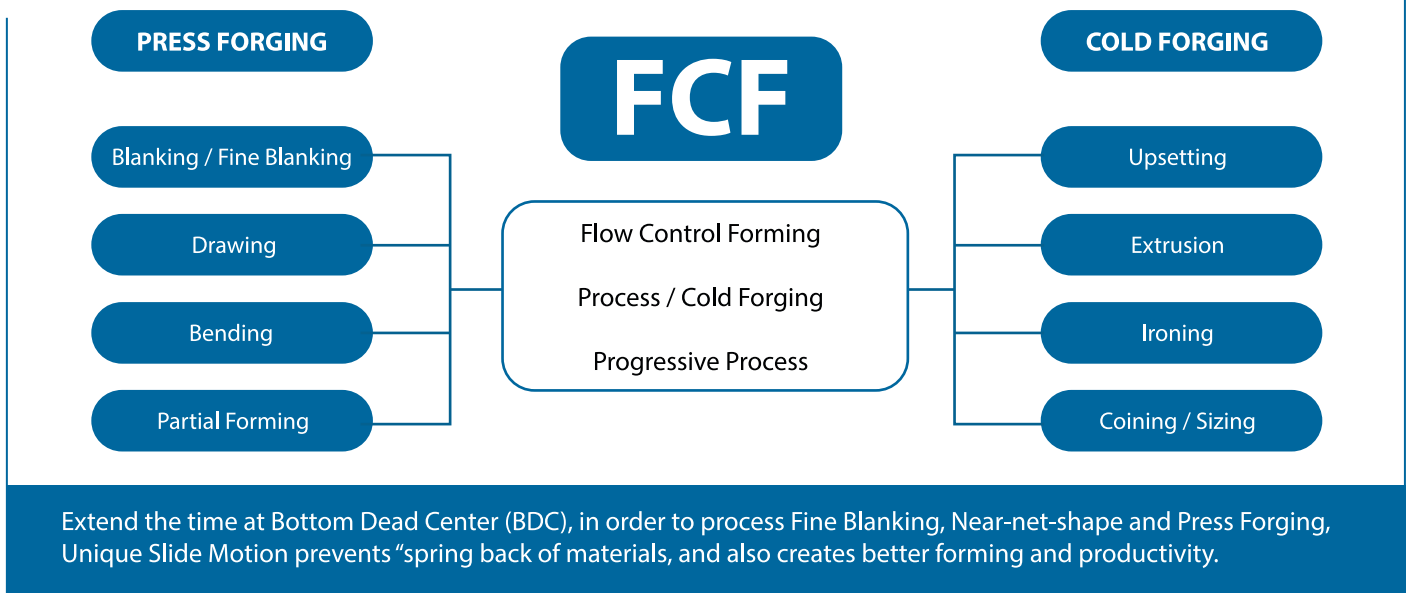 PRESS FORGING
FCF
COLD FORGING
Blanking / Fine Blanking
Drawing
Bending
Partial Forming
Flow Control Forming
Process / Cold Forging
Progressive Process
Upsetting
Extrusion
Ironing
Coining / Sizing
Extend the time at Bottom Dead Center (BDC), in order to process Fine Blanking, Near-net-shape and Press Forging,
Unique Slide Motion prevents “spring back of materials, and also creates better forming and productivity.